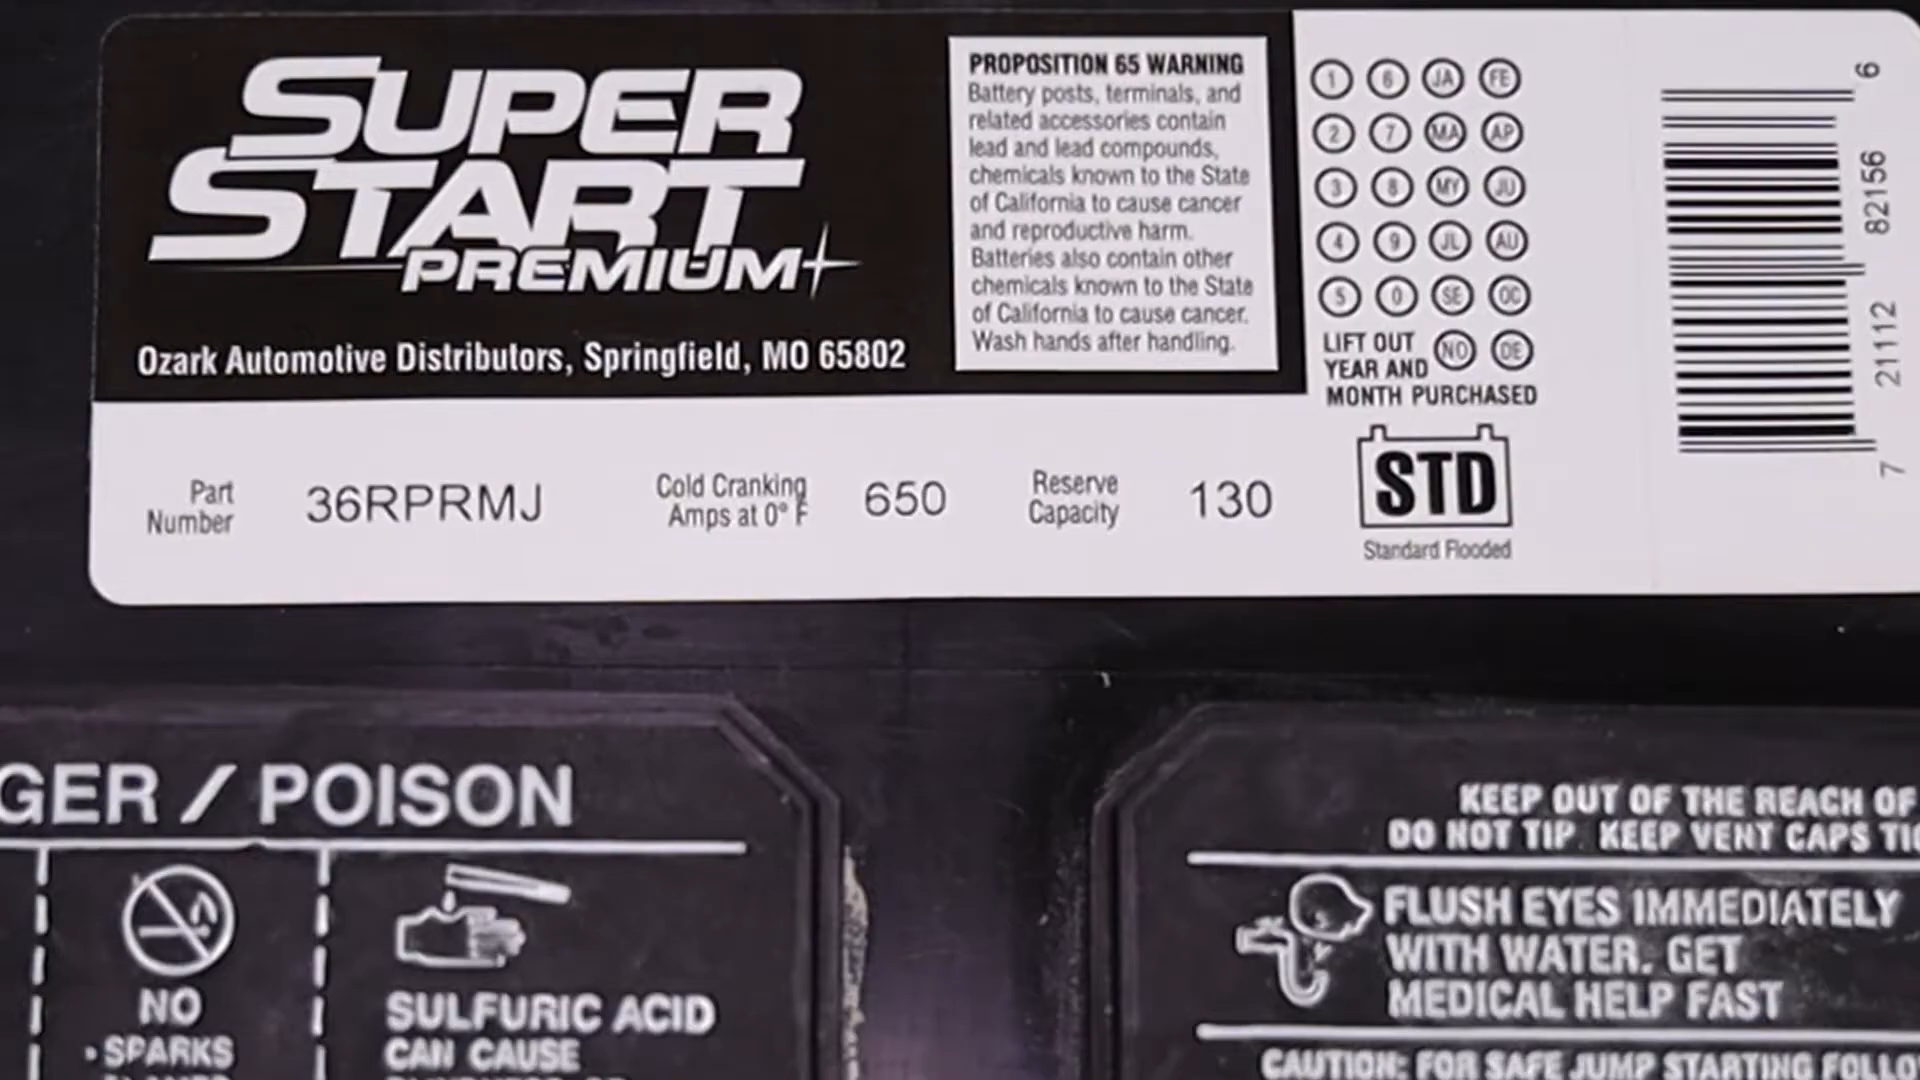 SUPER
START
PREMIUM
Ozark Automotive Distributors, Springfield, MO 65802
PROPOSITION 65 WARNING
Battery posts, terminals, and
related accessories contain
lead and lead compounds,
chemicals known to the State
of California to cause cancer
and reproductive harm.
Batteries also contain other
chemicals known to the State
of California to cause cancer.
Wash hands after handling.
1 6 JA FE
2 7 MA AP
3 8 MY JU
4 9 JL AU
5 0 SE OC
NO DE
LIFT OUT
YEAR AND
MONTH PURCHASED
7 21112 82156 6
Part
Number
36RPRMJ
Cold Cranking
Amps at 0° F
650
Reserve
Capacity
130
STD
Standard Flooded
GER / POISON
NO
• SPARKS
SULFURIC ACID
CAN CAUSE
KEEP OUT OF THE REACH OF
DO NOT TIP. KEEP VENT CAPS TIG
FLUSH EYES IMMEDIATELY
WITH WATER. GET
MEDICAL HELP FAST
CAUTION: FOR SAFE JUMP STARTING FOLLO